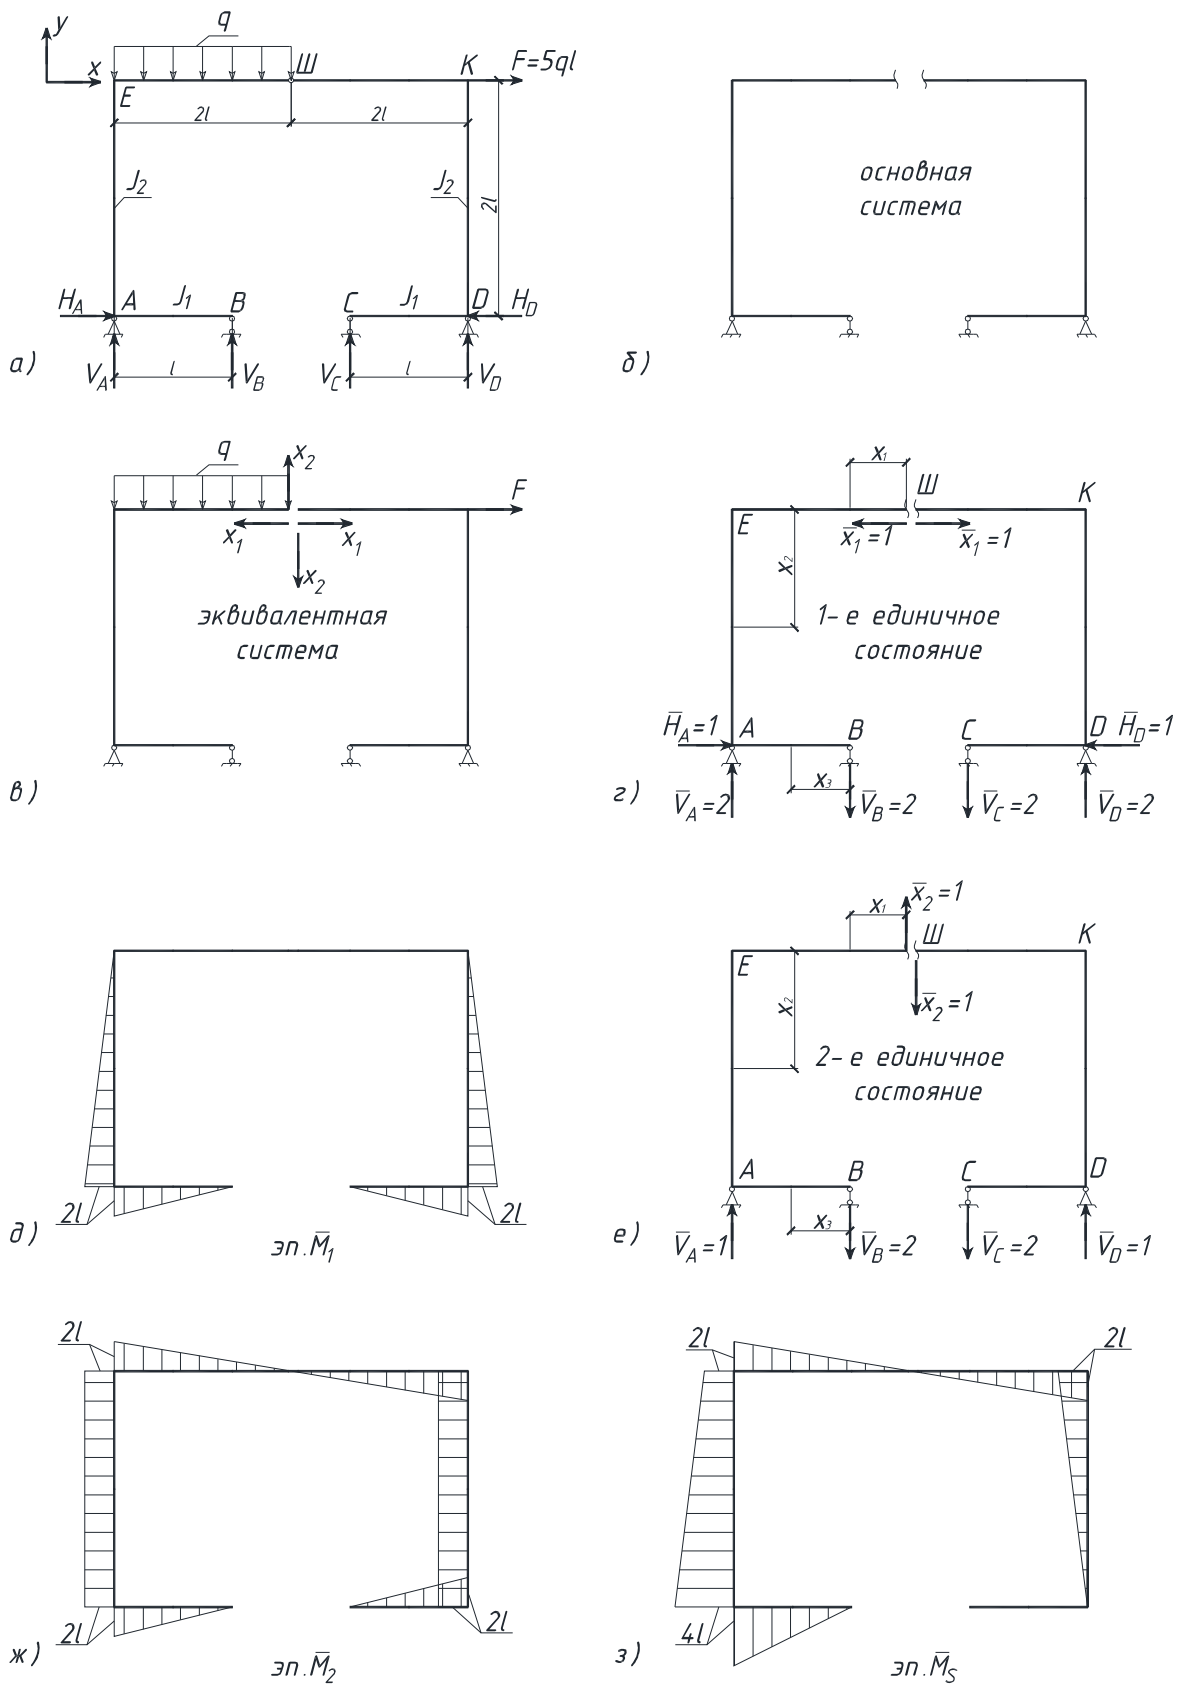 y
q
x
E
Ш
K
F=5ql
2l
2l
J2
J2
2l
HA
A
J1
B
C
J1
D
HD
VA
l
VB
VC
l
VD
а)
основная
система
б)
q
x2
F
x1
x1
x2
эквивалентная
система
в)
x1
Ш
K
E
x̅1=1
x̅1=1
x2
1-е единичное
состояние
H̅A=1
A
B
C
D
H̅D=1
x3
V̅A=2
V̅B=2
V̅C=2
V̅D=2
г)
2l
2l
эп.M̅1
д)
x̅2=1
x1
Ш
K
E
x2
x̅2=1
2-е единичное
состояние
A
B
C
D
x3
V̅A=1
V̅B=2
V̅C=2
V̅D=1
е)
2l
2l
2l
эп.M̅2
ж)
2l
2l
4l
эп.M̅S
з)